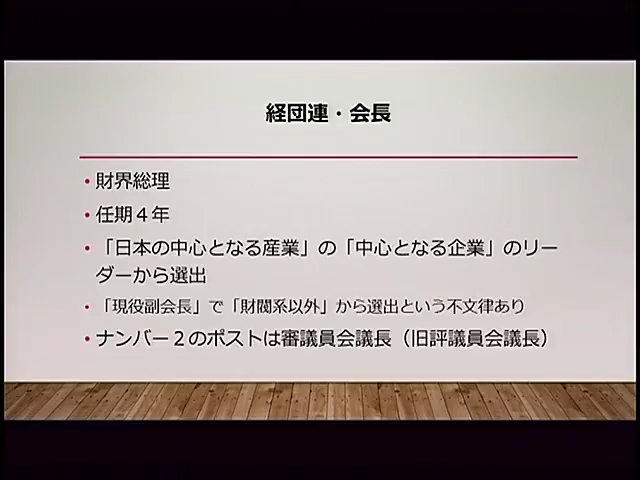 経団連・会長
•財界総理
•任期４年
•「日本の中心となる産業」の「中心となる企業」のリー
ダーから選出
•「現役副会長」で「財閥系以外」から選出という不文律あり
•ナンバー２のポストは審議員会議長（旧評議員会議長）